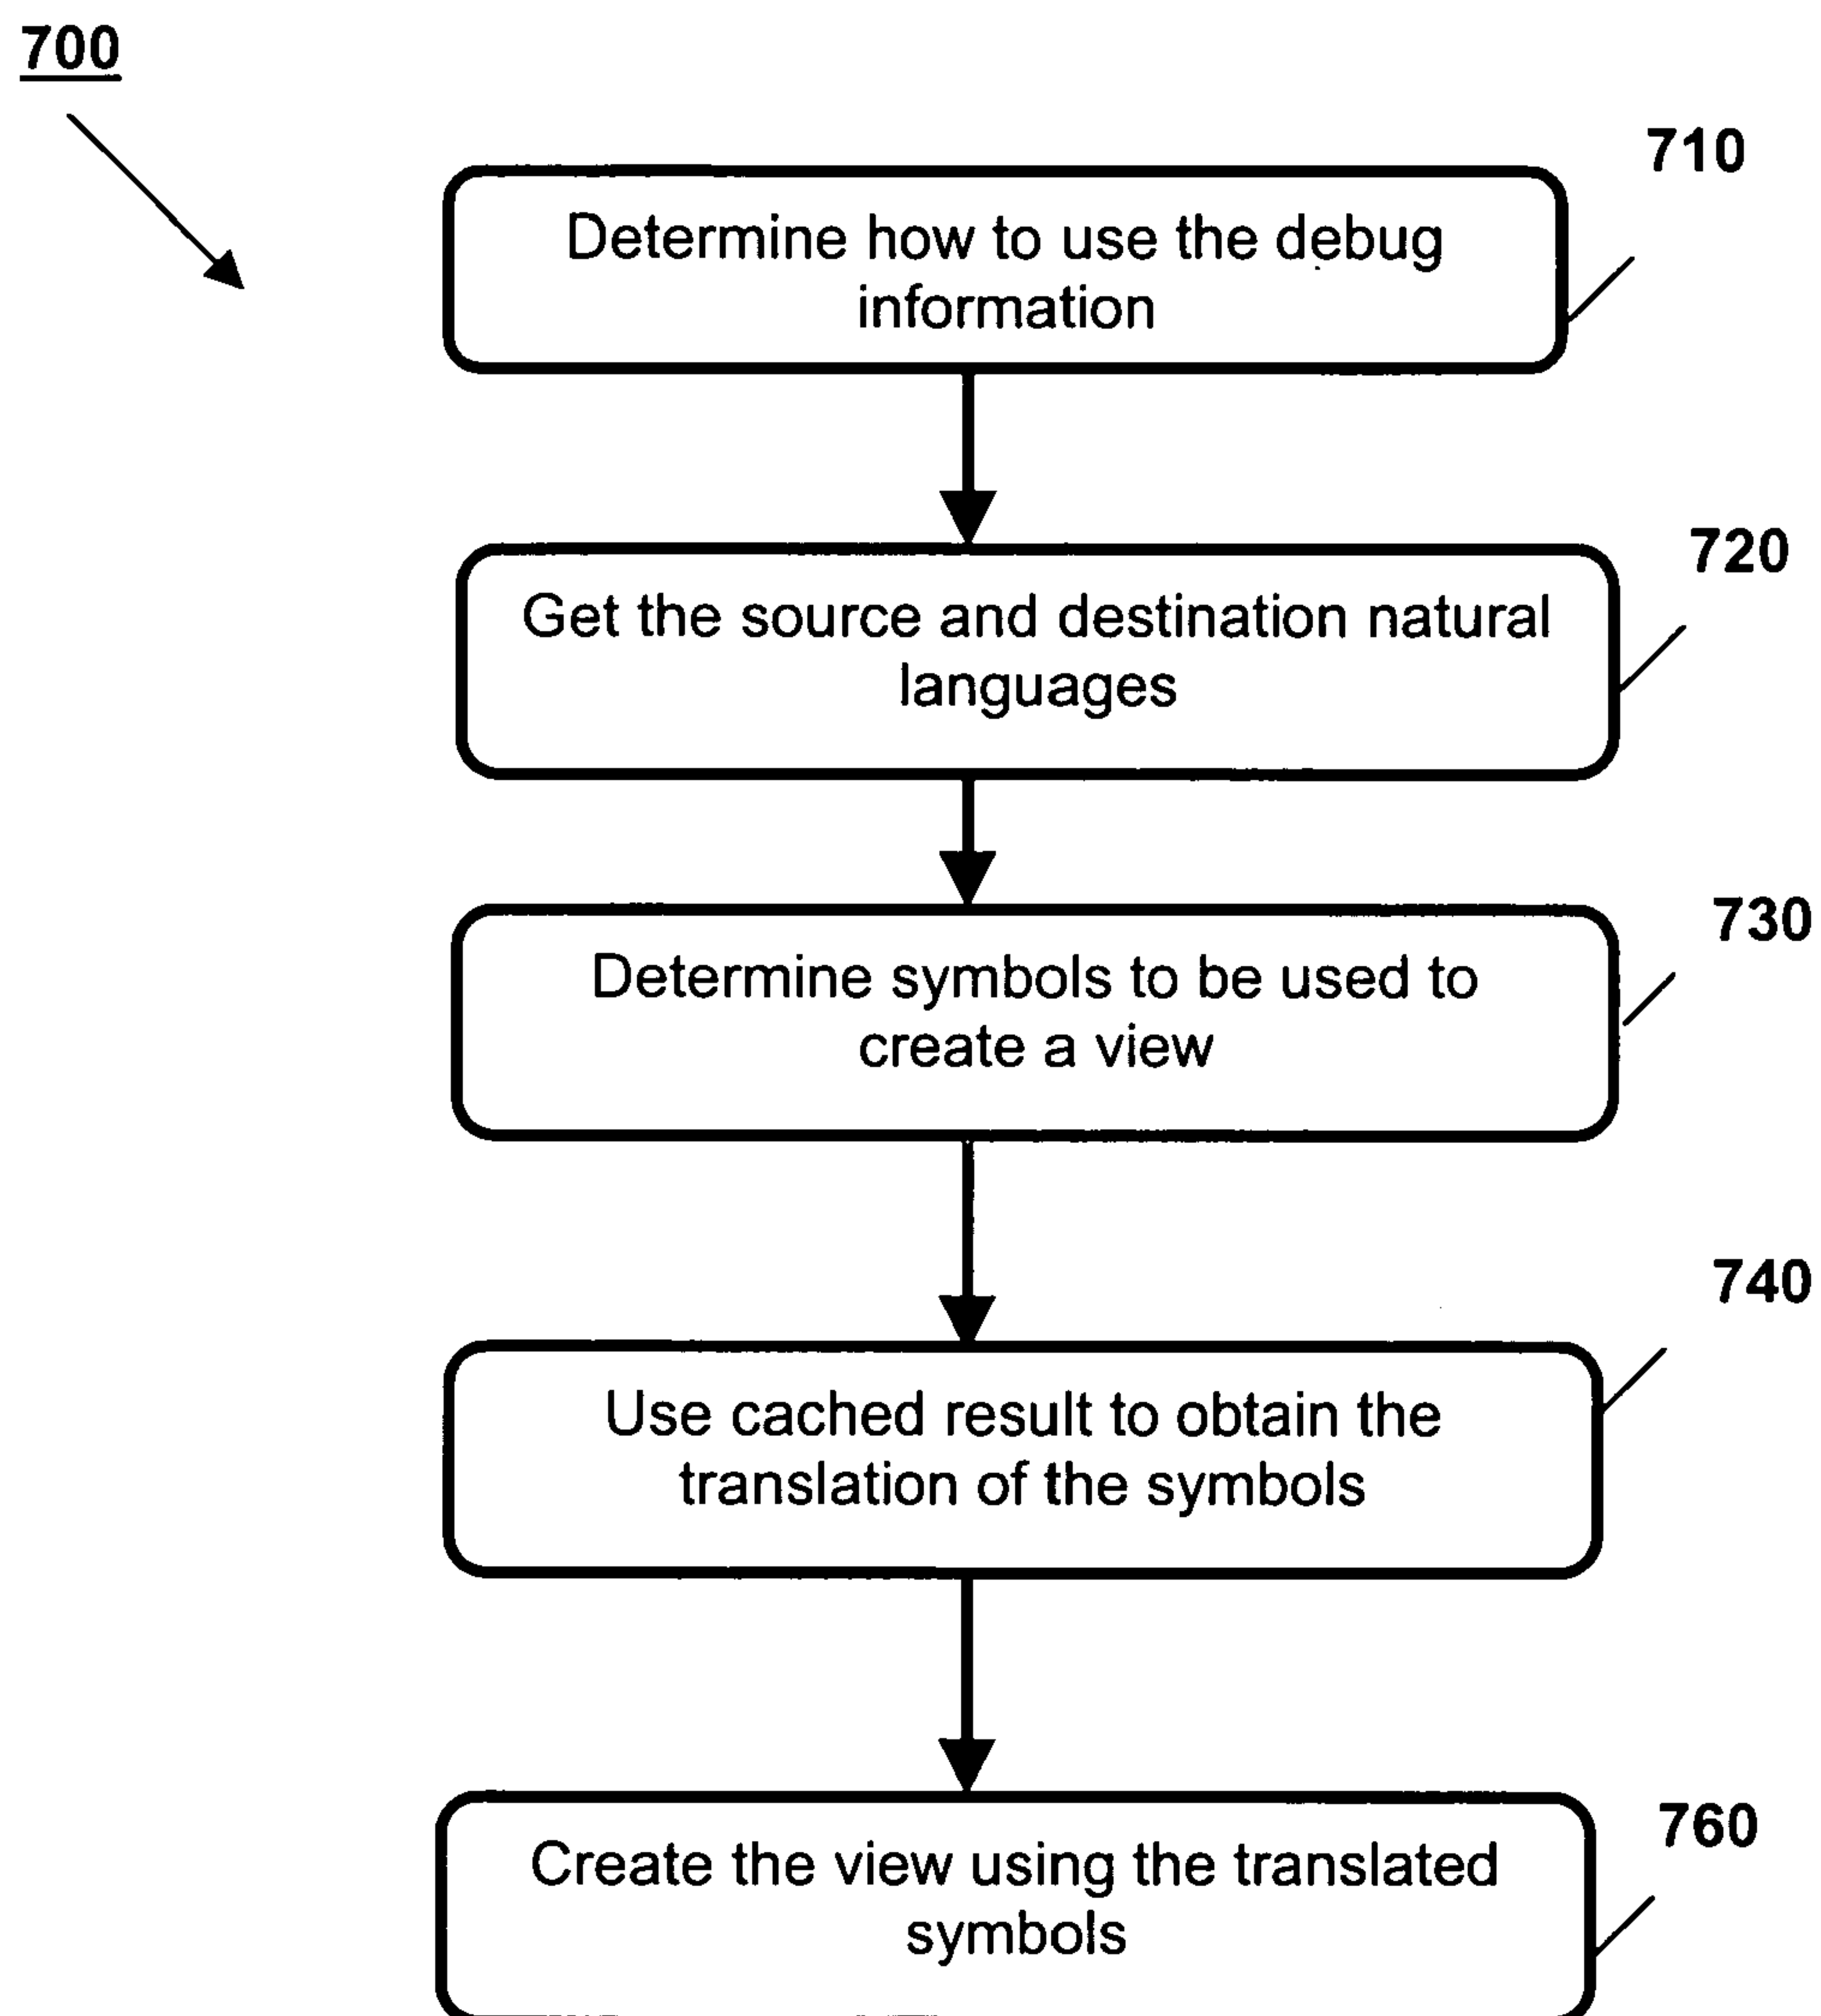 700
710
Determine how to use the debug
information
720
Get the source and destination natural
languages
730
Determine symbols to be used to
create a view
740
Use cached result to obtain the
translation of the symbols
760
Create the view using the translated
symbols